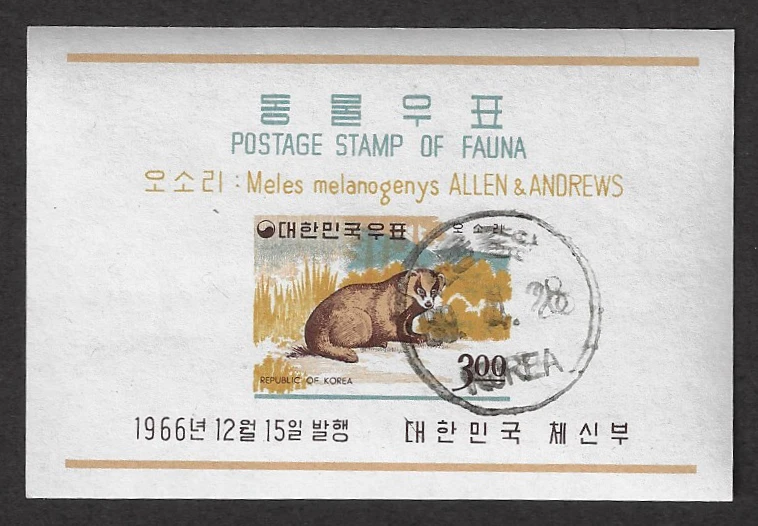 동물우표
POSTAGE STAMP OF FAUNA
오소리 : Meles melanogenys ALLEN & ANDREWS
대한민국우표 오소리
3.00
REPUBLIC OF KOREA
KOREA
1966년 12월 15일 발행 대한민국 체신부